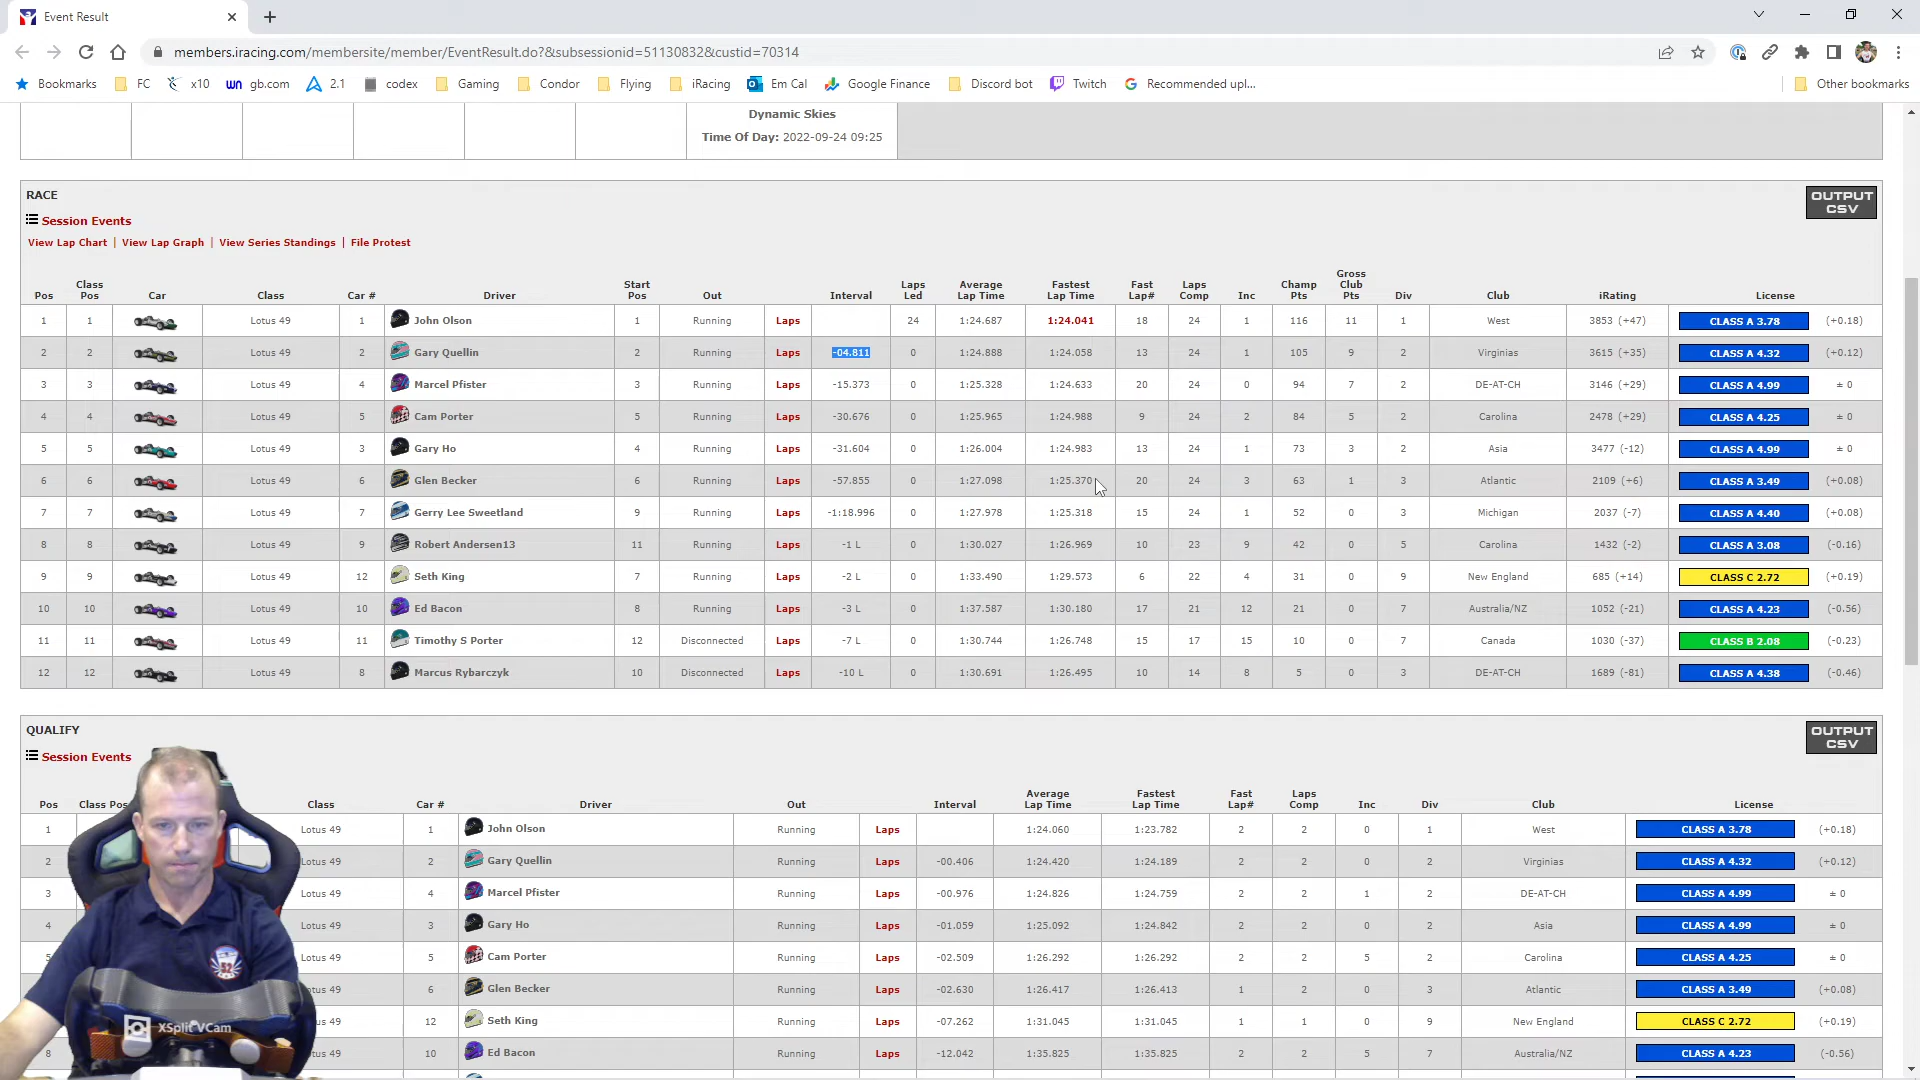 Event Result
members.iracing.com/membersite/member/EventResult.do?&subsessionid=51130832&custid=70314
Bookmarks FC x10 gb.com 2.1 codex Gaming Condor Flying iRacing Em Cal Google Finance Discord bot Twitch Recommended upl... Other bookmarks
Dynamic Skies
Time Of Day: 2022-09-24 09:25
RACE
OUTPUT CSV
Session Events
View Lap Chart | View Lap Graph | View Series Standings | File Protest
Pos Class Pos Car Class Car # Driver Start Pos Out Interval Laps Led Average Lap Time Fastest Lap Time Fast Lap# Laps Comp Inc Champ Pts Gross Club Pts Div Club iRating License
1 1 Lotus 49 1 John Olson 1 Running Laps 24 1:24.687 1:24.041 18 24 1 116 11 1 West 3853 (+47) CLASS A 3.78 (+0.18)
2 2 Lotus 49 2 Gary Quellin 2 Running Laps -04.811 0 1:24.888 1:24.058 13 24 1 105 9 2 Virginias 3615 (+35) CLASS A 4.32 (+0.12)
3 3 Lotus 49 4 Marcel Pfister 3 Running Laps -15.373 0 1:25.328 1:24.633 20 24 0 94 7 2 DE-AT-CH 3146 (+29) CLASS A 4.99 ± 0
4 4 Lotus 49 5 Cam Porter 5 Running Laps -30.676 0 1:25.965 1:24.988 9 24 2 84 5 2 Carolina 2478 (+29) CLASS A 4.25 ± 0
5 5 Lotus 49 3 Gary Ho 4 Running Laps -31.604 0 1:26.004 1:24.983 13 24 1 73 3 2 Asia 3477 (-12) CLASS A 4.99 ± 0
6 6 Lotus 49 6 Glen Becker 6 Running Laps -57.855 0 1:27.098 1:25.370 20 24 3 63 1 3 Atlantic 2109 (+6) CLASS A 3.49 (+0.08)
7 7 Lotus 49 7 Gerry Lee Sweetland 9 Running Laps -1:18.996 0 1:27.978 1:25.318 15 24 1 52 0 3 Michigan 2037 (-7) CLASS A 4.40 (+0.08)
8 8 Lotus 49 9 Robert Andersen13 11 Running Laps -1 L 0 1:30.027 1:26.969 10 23 9 42 0 5 Carolina 1432 (-2) CLASS A 3.08 (-0.16)
9 9 Lotus 49 12 Seth King 7 Running Laps -2 L 0 1:33.490 1:29.573 6 22 4 31 0 9 New England 685 (+14) CLASS C 2.72 (+0.19)
10 10 Lotus 49 10 Ed Bacon 8 Running Laps -3 L 0 1:37.587 1:30.180 17 21 12 21 0 7 Australia/NZ 1052 (-21) CLASS A 4.23 (-0.56)
11 11 Lotus 49 11 Timothy S Porter 12 Disconnected Laps -7 L 0 1:30.744 1:26.748 15 17 15 10 0 7 Canada 1030 (-37) CLASS B 2.08 (-0.23)
12 12 Lotus 49 8 Marcus Rybarczyk 10 Disconnected Laps -10 L 0 1:30.691 1:26.495 10 14 8 5 0 3 DE-AT-CH 1689 (-81) CLASS A 4.38 (-0.46)
QUALIFY
OUTPUT CSV
Session Events
Pos Class Pos Class Car # Driver Out Interval Average Lap Time Fastest Lap Time Fast Lap# Laps Comp Inc Div Club License
1 Lotus 49 1 John Olson Running Laps 1:24.060 1:23.782 2 2 0 1 West CLASS A 3.78 (+0.18)
2 Lotus 49 2 Gary Quellin Running Laps -00.406 1:24.420 1:24.189 2 2 0 2 Virginias CLASS A 4.32 (+0.12)
3 Lotus 49 4 Marcel Pfister Running Laps -00.976 1:24.826 1:24.759 2 2 1 2 DE-AT-CH CLASS A 4.99 ± 0
4 Lotus 49 3 Gary Ho Running Laps -01.059 1:25.092 1:24.842 2 2 0 2 Asia CLASS A 4.99 ± 0
5 Lotus 49 5 Cam Porter Running Laps -02.509 1:26.292 1:26.292 2 2 5 2 Carolina CLASS A 4.25 ± 0
6 Lotus 49 6 Glen Becker Running Laps -02.630 1:26.417 1:26.413 1 2 0 3 Atlantic CLASS A 3.49 (+0.08)
49 12 Seth King Running Laps -07.262 1:31.045 1:31.045 1 1 0 9 New England CLASS C 2.72 (+0.19)
8 49 10 Ed Bacon Running Laps -12.042 1:35.825 1:35.825 2 2 5 7 Australia/NZ CLASS A 4.23 (-0.56)
XSplit VCam